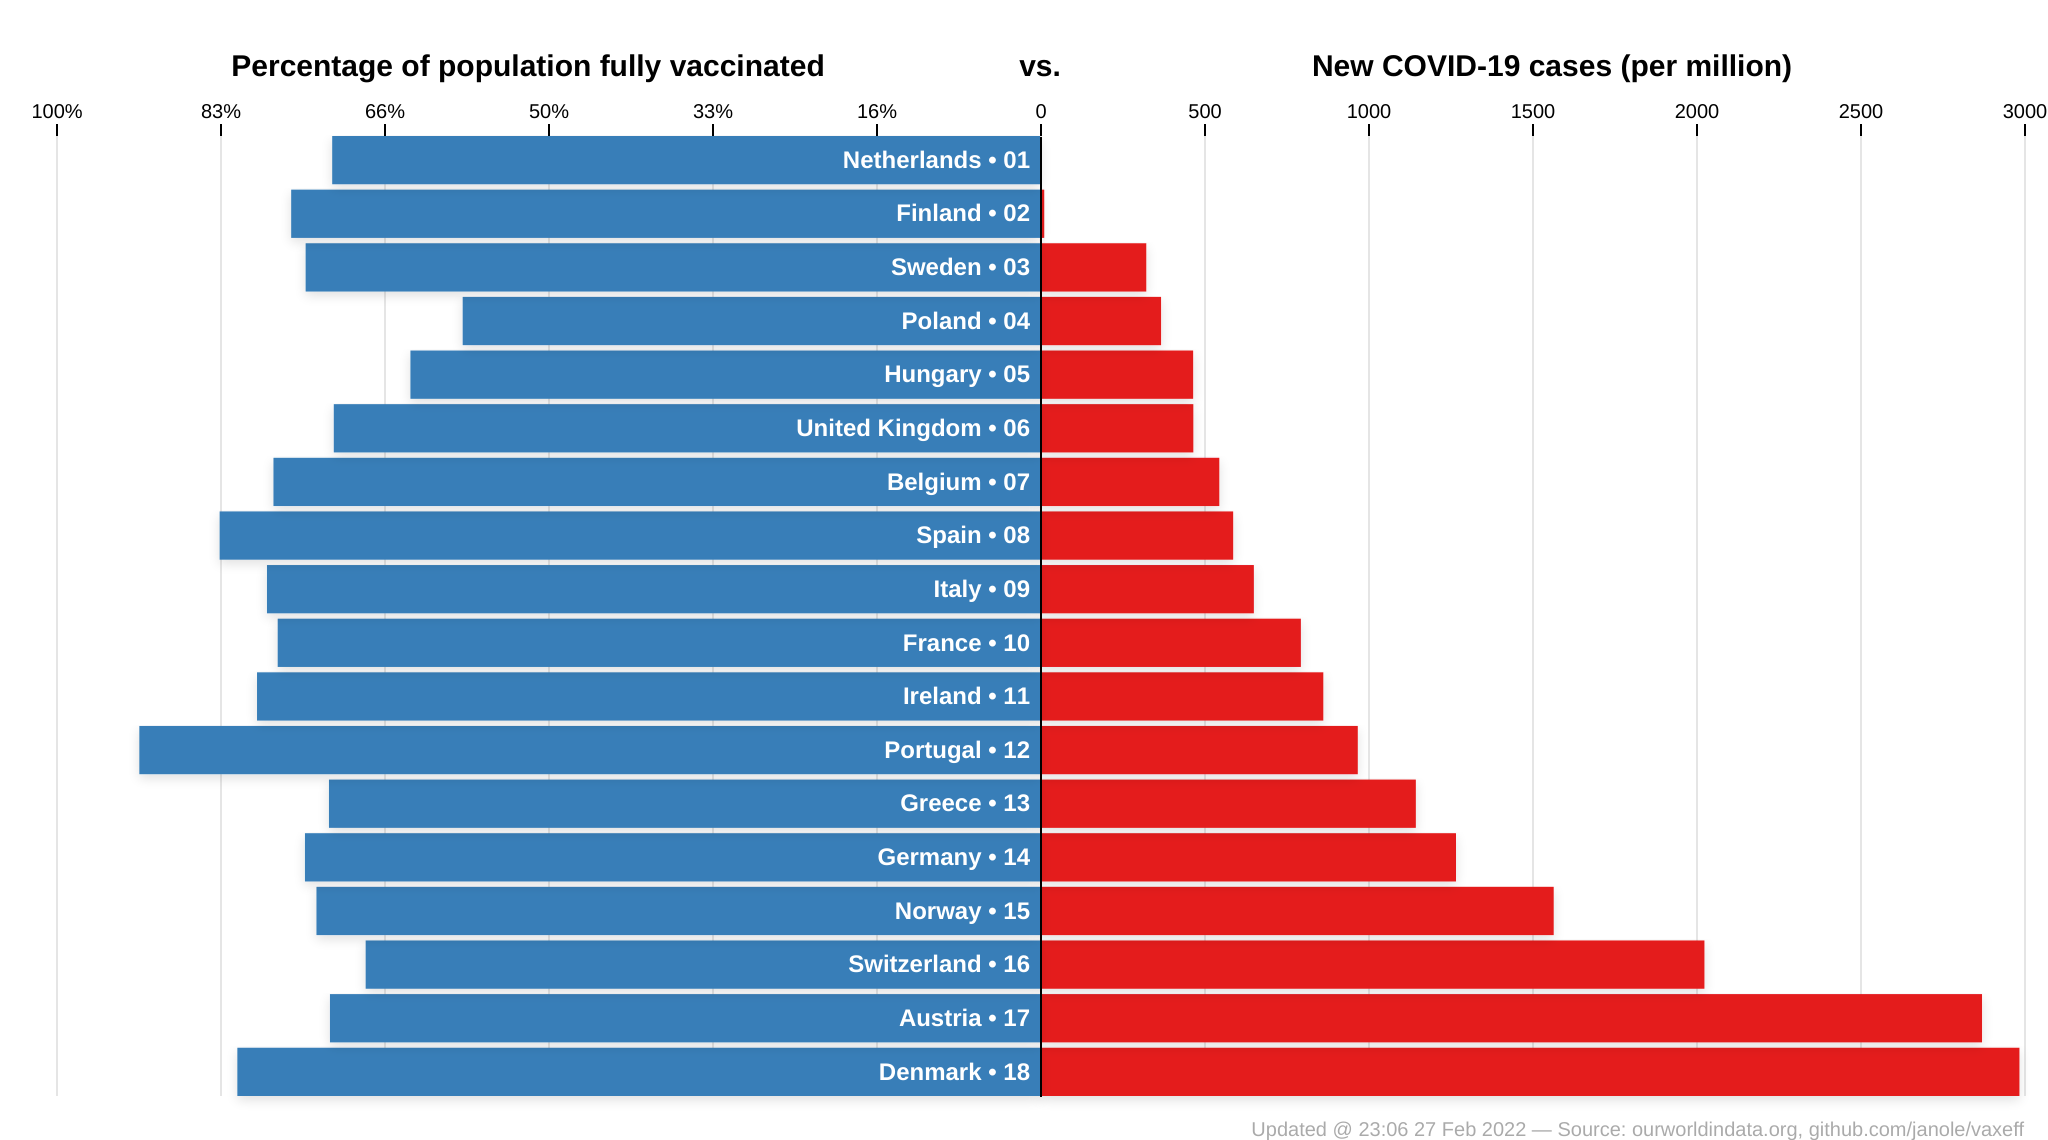 Percentage of population fully vaccinated vs. New COVID-19 cases (per million)
100% 83% 66% 50% 33% 16% 0 500 1000 1500 2000 2500 3000
Netherlands • 01
Finland • 02
Sweden • 03
Poland • 04
Hungary • 05
United Kingdom • 06
Belgium • 07
Spain • 08
Italy • 09
France • 10
Ireland • 11
Portugal • 12
Greece • 13
Germany • 14
Norway • 15
Switzerland • 16
Austria • 17
Denmark • 18
Updated @ 23:06 27 Feb 2022 — Source: ourworldindata.org, github.com/janole/vaxeff